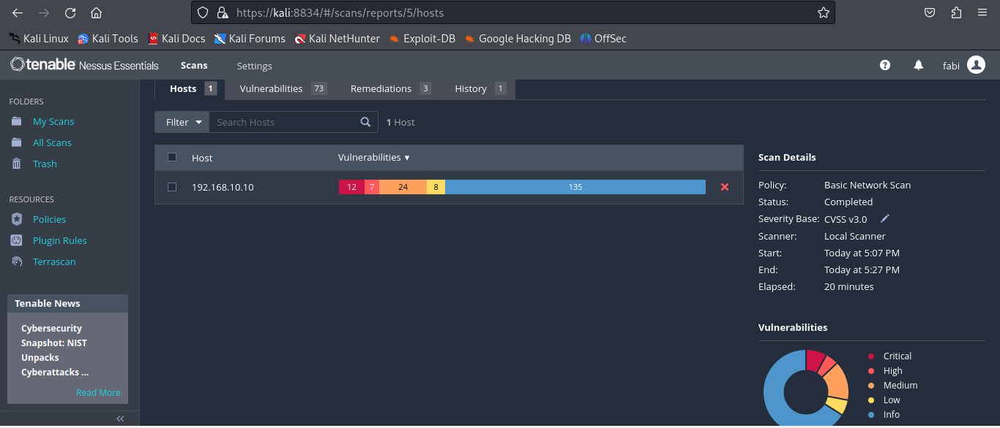 https://kali:8834/#/scans/reports/5/hosts
Kali Linux Kali Tools Kali Docs Kali Forums Kali NetHunter Exploit-DB Google Hacking DB OffSec
tenable Nessus Essentials Scans Settings fabi
Hosts 1 Vulnerabilities 73 Remediations 3 History 1
FOLDERS
My Scans
All Scans
Trash
RESOURCES
Policies
Plugin Rules
Terrascan
Tenable News
Cybersecurity
Snapshot: NIST
Unpacks
Cyberattacks ...
Read More
Filter Search Hosts 1 Host
Host Vulnerabilities
192.168.10.10 12 7 24 8 135
Scan Details
Policy: Basic Network Scan
Status: Completed
Severity Base: CVSS v3.0
Scanner: Local Scanner
Start: Today at 5:07 PM
End: Today at 5:27 PM
Elapsed: 20 minutes
Vulnerabilities
Critical
High
Medium
Low
Info